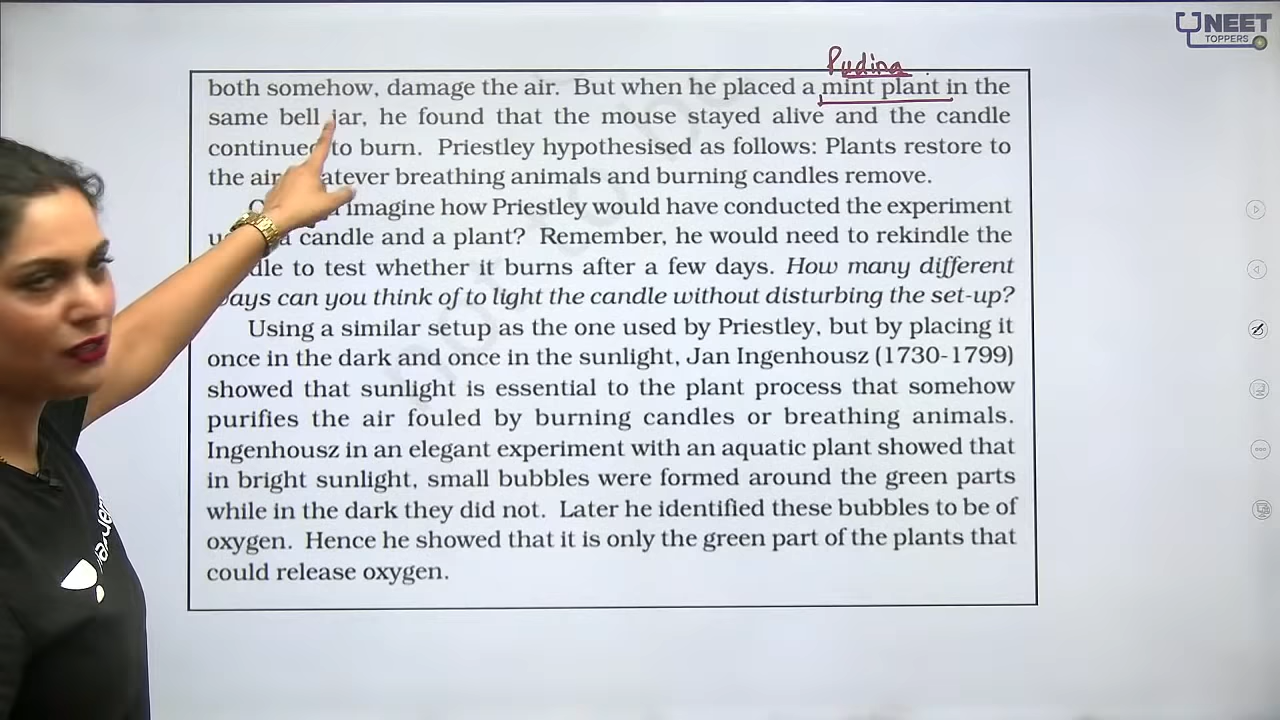 NEET
TOPPERS
Pudina
both somehow, damage the air. But when he placed a mint plant in the
same bell jar, he found that the mouse stayed alive and the candle
continued to burn. Priestley hypothesised as follows: Plants restore to
the air atever breathing animals and burning candles remove.
imagine how Priestley would have conducted the experiment
candle and a plant? Remember, he would need to rekindle the
dle to test whether it burns after a few days. How many different
ays can you think of to light the candle without disturbing the set-up?
Using a similar setup as the one used by Priestley, but by placing it
once in the dark and once in the sunlight, Jan Ingenhousz (1730-1799)
showed that sunlight is essential to the plant process that somehow
purifies the air fouled by burning candles or breathing animals.
Ingenhousz in an elegant experiment with an aquatic plant showed that
in bright sunlight, small bubbles were formed around the green parts
while in the dark they did not. Later he identified these bubbles to be of
oxygen. Hence he showed that it is only the green part of the plants that
could release oxygen.